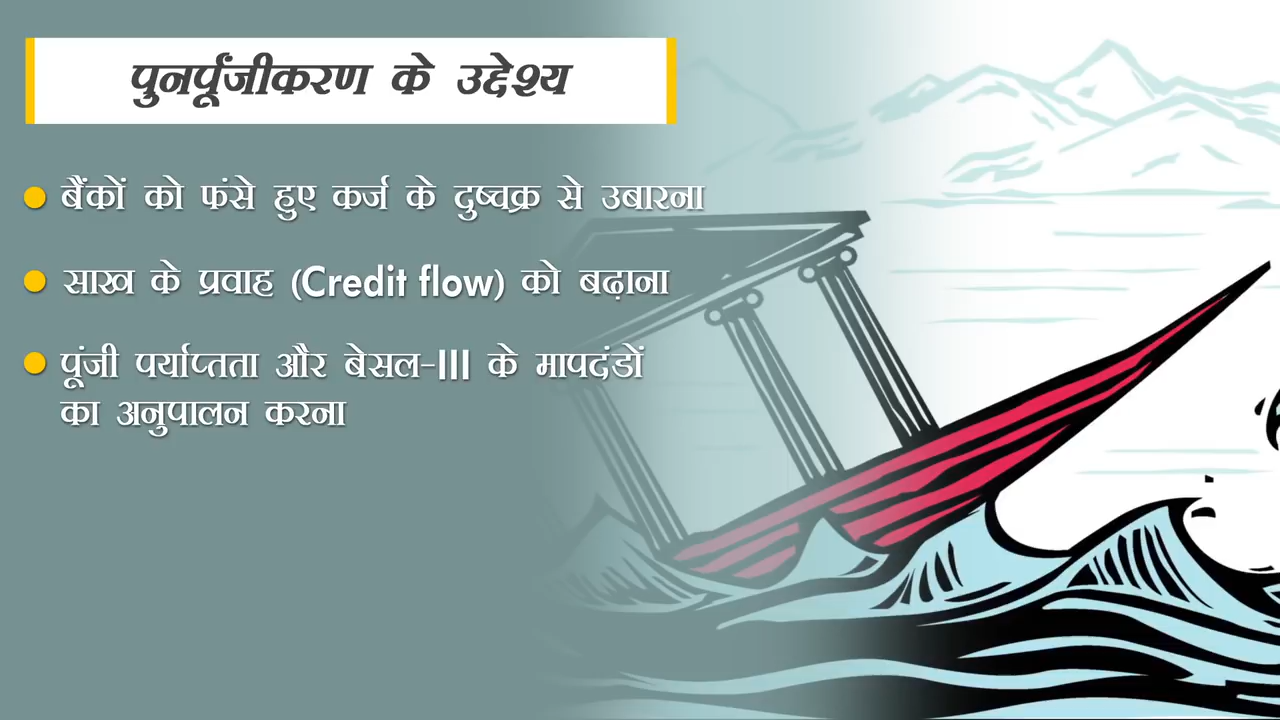 पुनर्पूंजीकरण के उद्देश्य
बैंकों को फंसे हुए कर्ज के दुष्चक्र से उबारना
साख के प्रवाह (Credit flow) को बढ़ाना
पूंजी पर्याप्तता और बेसल-III के मापदंडों
का अनुपालन करना